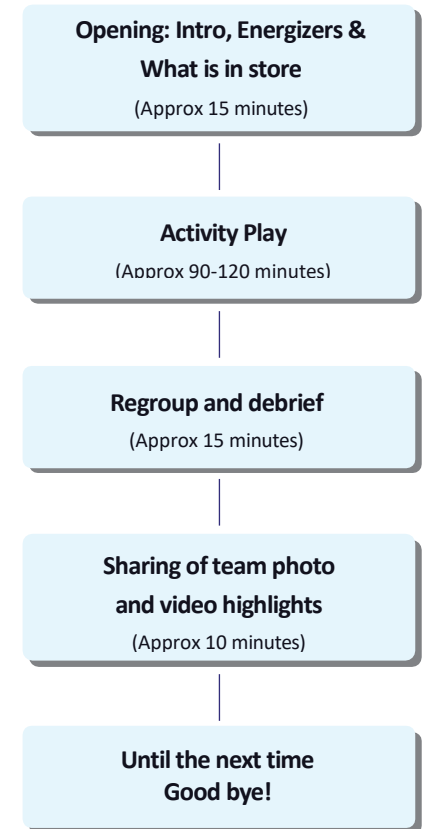 Opening: Intro, Energizers &
What is in store
(Approx 15 minutes)
Activity Play
(Approx 90-120 minutes)
Regroup and debrief
(Approx 15 minutes)
Sharing of team photo
and video highlights
(Approx 10 minutes)
Until the next time
Good bye!